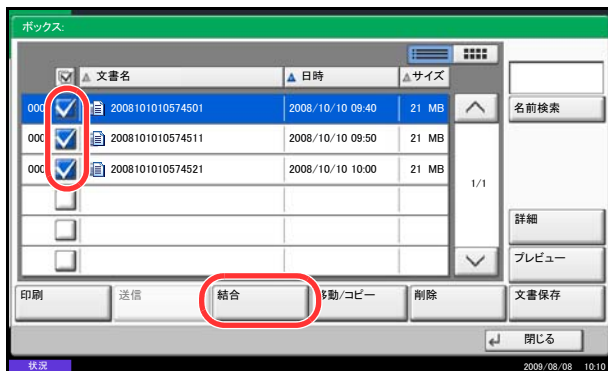 ボックス:
文書名 日時 サイズ
2008101010574501 2008/10/10 09:40 21 MB
名前検索
2008101010574511 2008/10/10 09:50 21 MB
2008101010574521 2008/10/10 10:00 21 MB
1/1
詳細
プレビュー
印刷 送信 結合 移動/コピー 削除 文書保存
閉じる
状況 2009/08/08 10:10